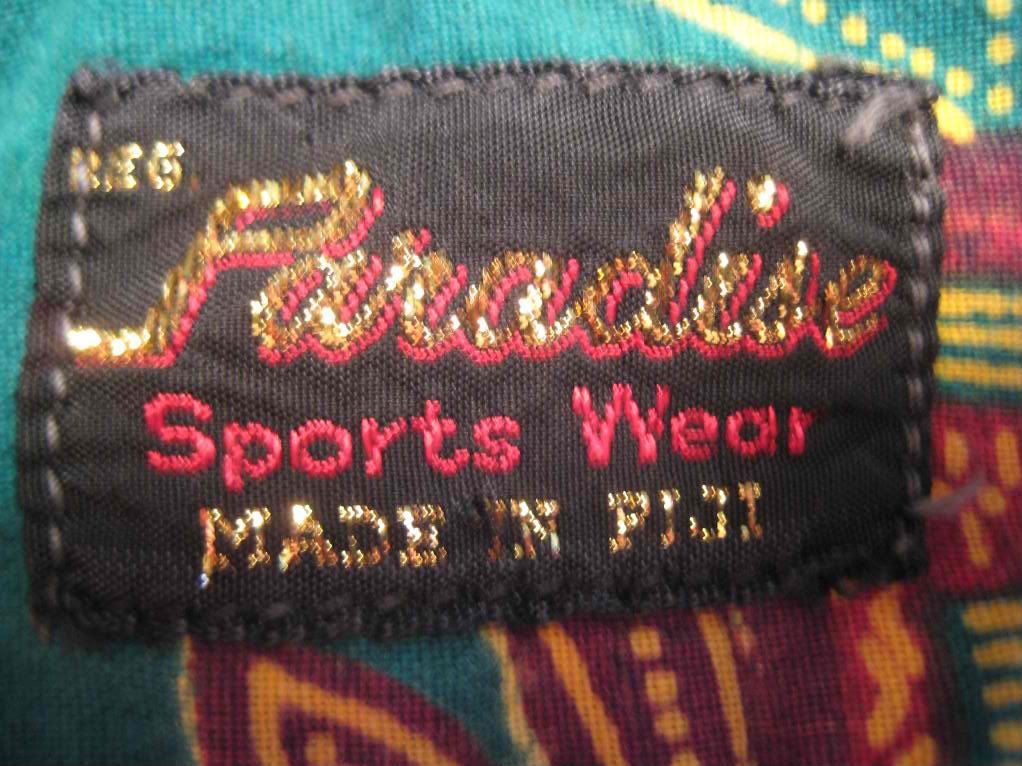 REG.
Paradise
Sports Wear
MADE IN FIJI